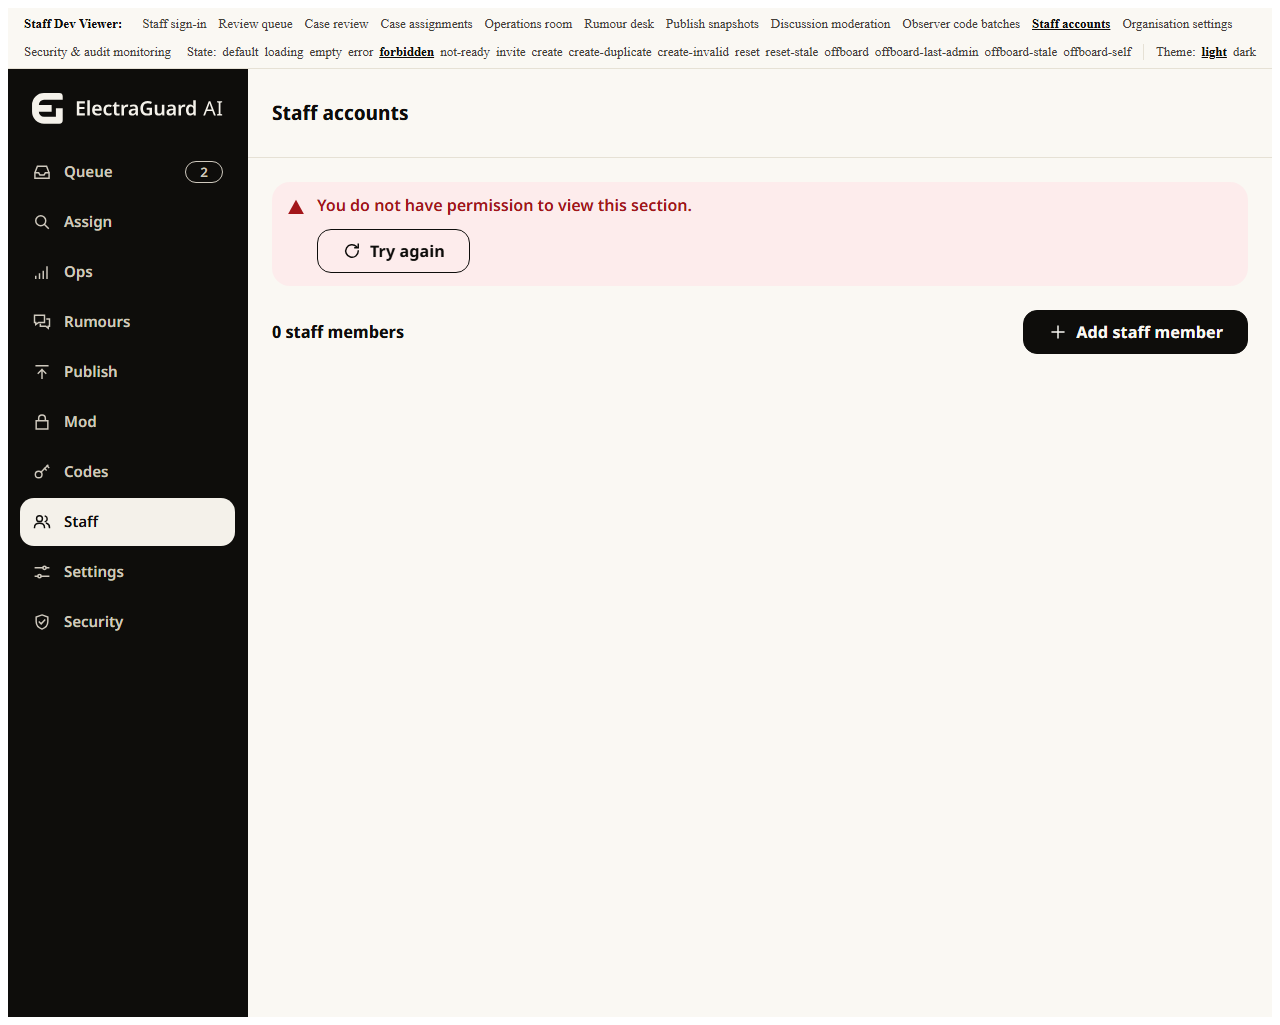 Staff Dev Viewer: Staff sign-in Review queue Case review Case assignments Operations room Rumour desk Publish snapshots Discussion moderation Observer code batches Staff accounts Organisation settings
Security & audit monitoring State: default loading empty error forbidden not-ready invite create create-duplicate create-invalid reset reset-stale offboard offboard-last-admin offboard-stale offboard-self Theme: light dark
ElectraGuard AI
Queue 2
Assign
Ops
Rumours
Publish
Mod
Codes
Staff
Settings
Security
Staff accounts
You do not have permission to view this section.
Try again
0 staff members
Add staff member